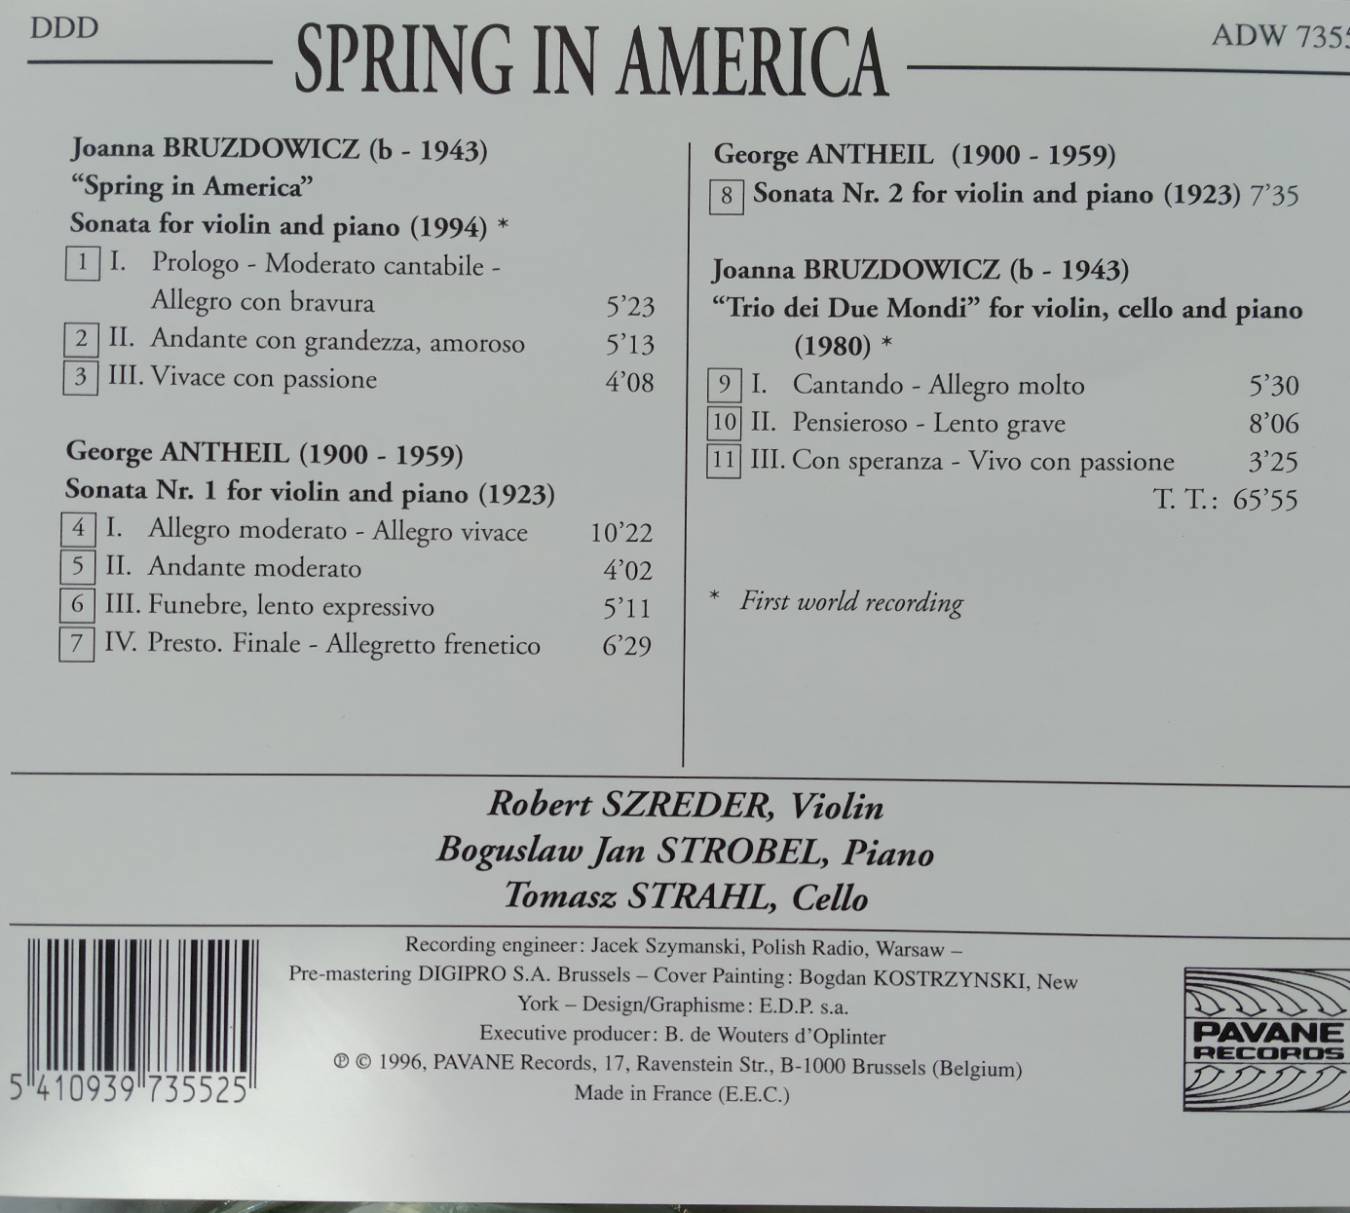 DDD
SPRING IN AMERICA
ADW 7355
Joanna BRUZDOWICZ (b - 1943)
“Spring in America”
Sonata for violin and piano (1994) *
1 I. Prologo - Moderato cantabile -
Allegro con bravura 5’23
2 II. Andante con grandezza, amoroso 5’13
3 III. Vivace con passione 4’08
George ANTHEIL (1900 - 1959)
Sonata Nr. 1 for violin and piano (1923)
4 I. Allegro moderato - Allegro vivace 10’22
5 II. Andante moderato 4’02
6 III. Funebre, lento expressivo 5’11
7 IV. Presto. Finale - Allegretto frenetico 6’29
George ANTHEIL (1900 - 1959)
8 Sonata Nr. 2 for violin and piano (1923) 7’35
Joanna BRUZDOWICZ (b - 1943)
“Trio dei Due Mondi” for violin, cello and piano
(1980) *
9 I. Cantando - Allegro molto 5’30
10 II. Pensieroso - Lento grave 8’06
11 III. Con speranza - Vivo con passione 3’25
T. T.: 65’55
* First world recording
Robert SZREDER, Violin
Boguslaw Jan STROBEL, Piano
Tomasz STRAHL, Cello
Recording engineer: Jacek Szymanski, Polish Radio, Warsaw –
Pre-mastering DIGIPRO S.A. Brussels – Cover Painting: Bogdan KOSTRZYNSKI, New
York – Design/Graphisme: E.D.P. s.a.
Executive producer: B. de Wouters d’Oplinter
℗ © 1996, PAVANE Records, 17, Ravenstein Str., B-1000 Brussels (Belgium)
Made in France (E.E.C.)
5 410939 735525
PAVANE
RECORDS